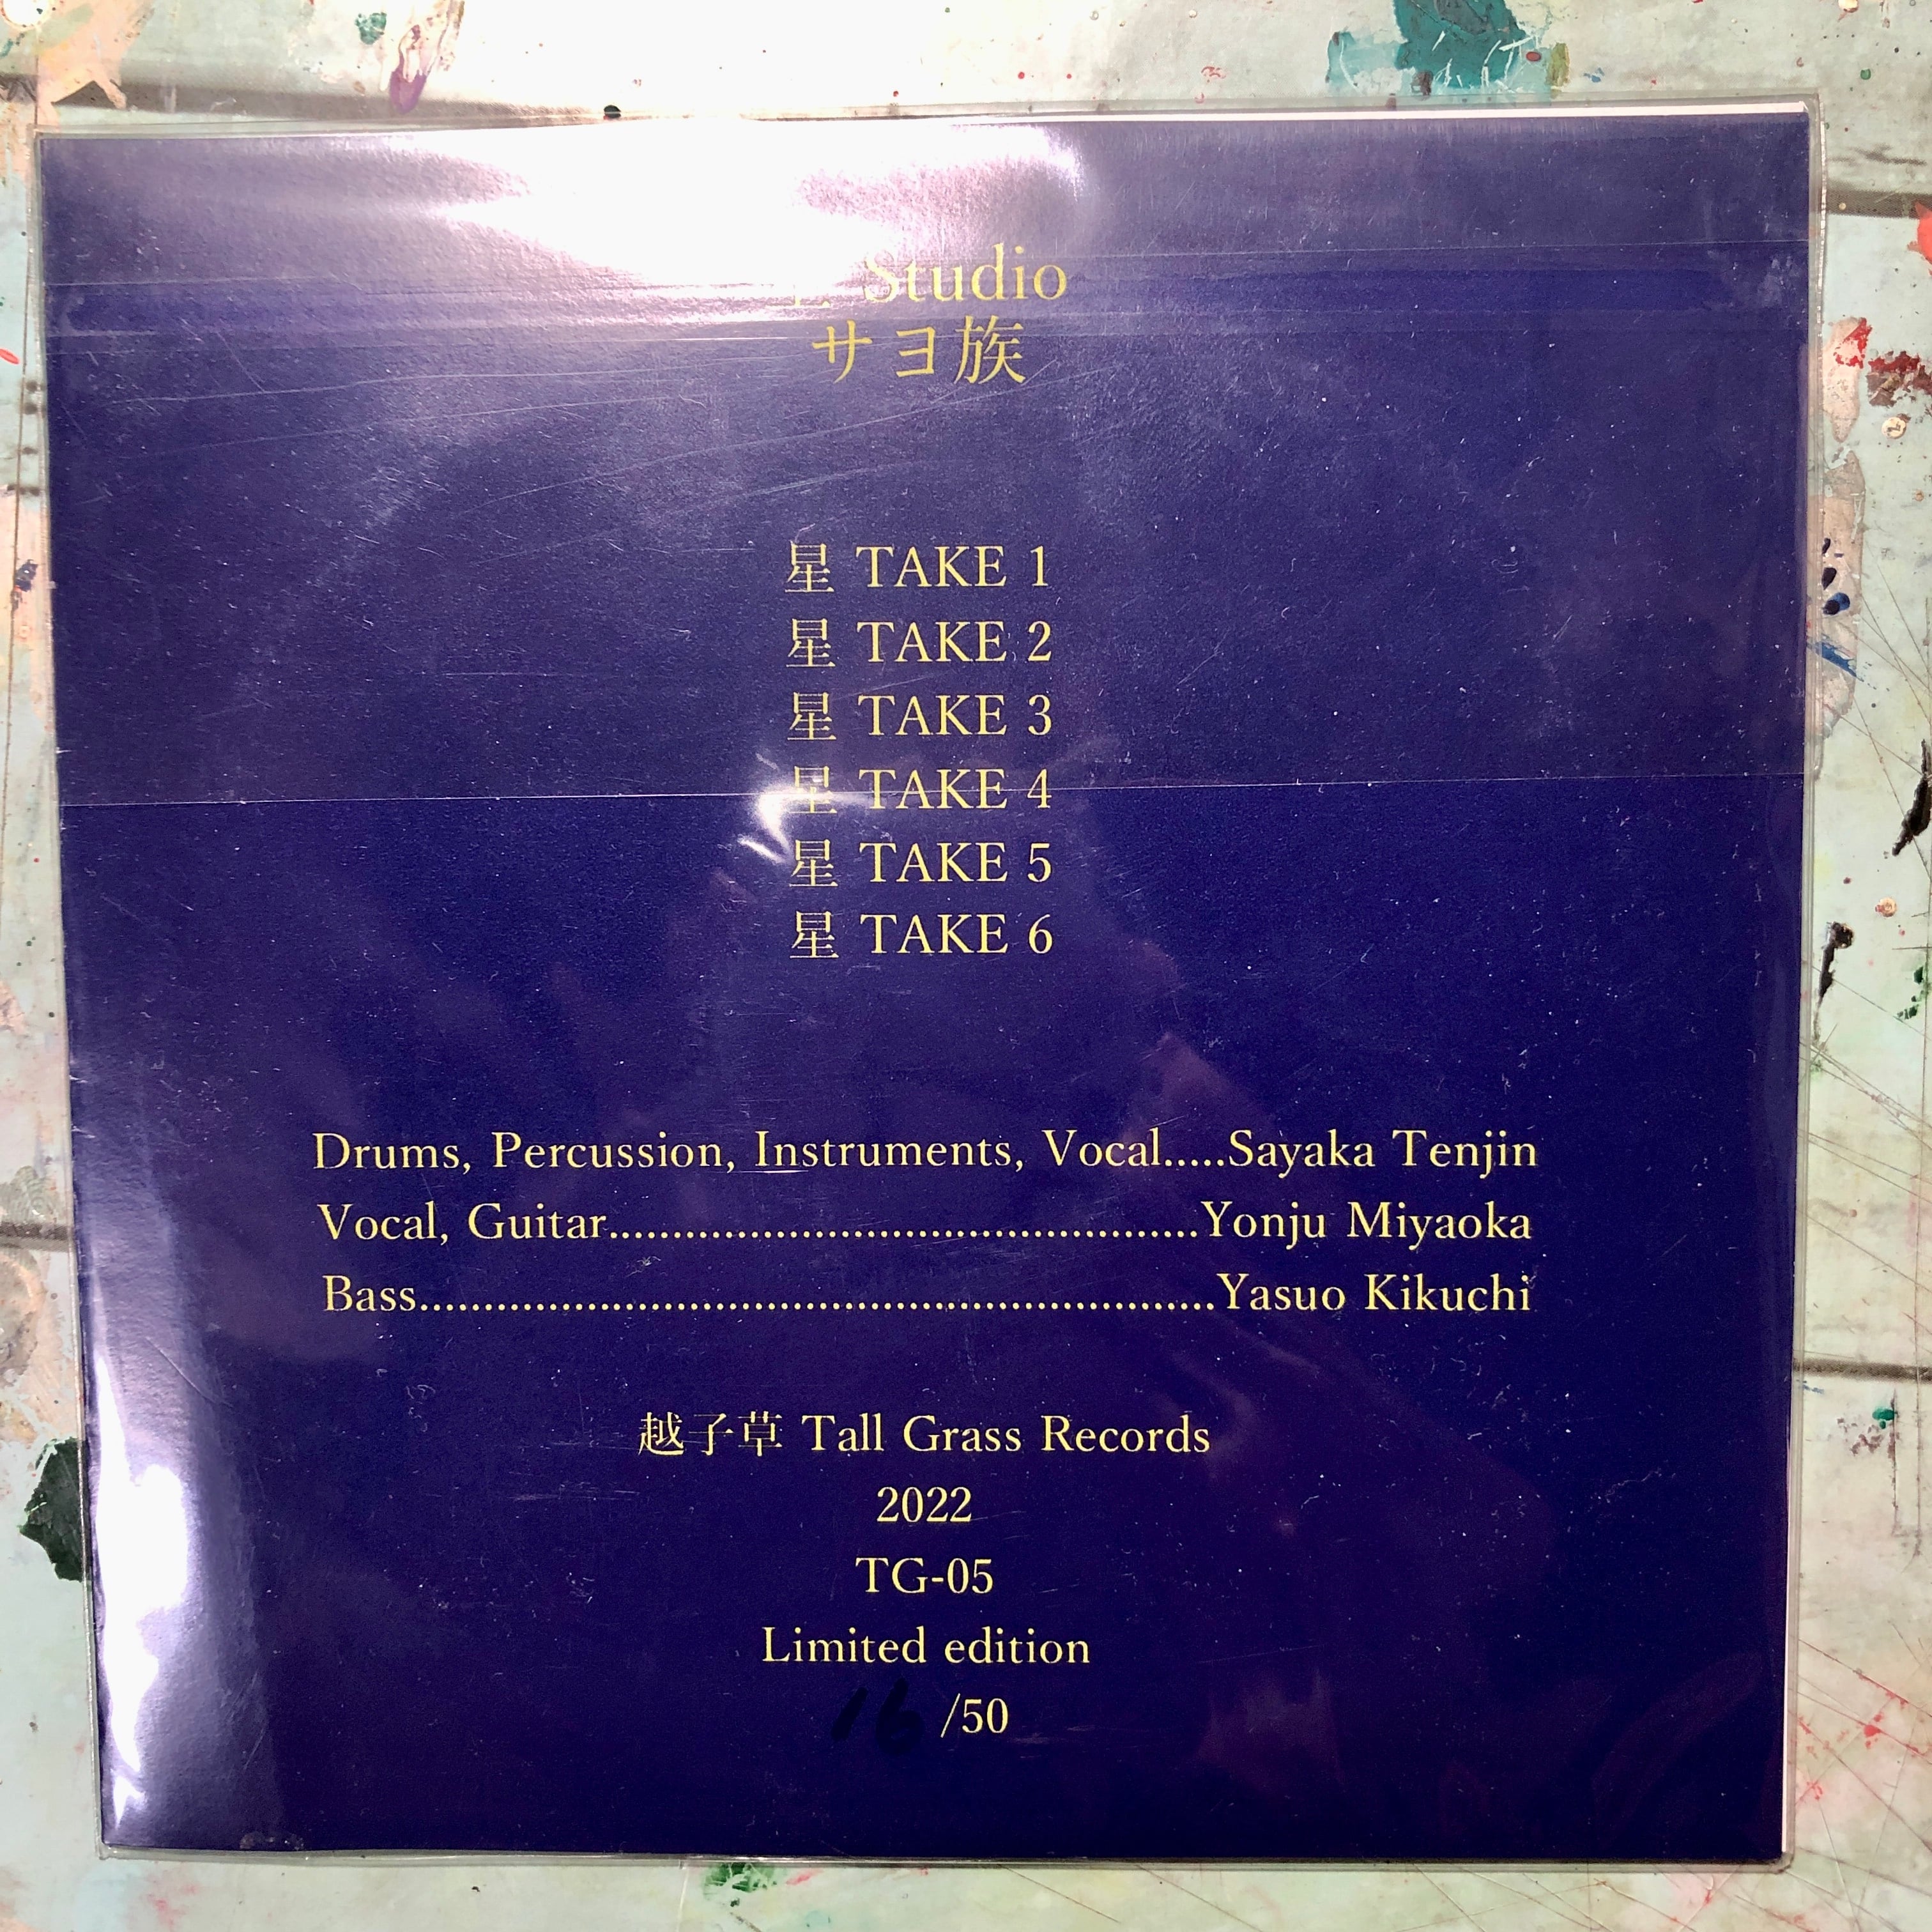 Studio
サヨ族
星 TAKE 1
星 TAKE 2
星 TAKE 3
星 TAKE 4
星 TAKE 5
星 TAKE 6
Drums, Percussion, Instruments, Vocal.....Sayaka Tenjin
Vocal, Guitar..............................................Yonju Miyaoka
Bass..............................................................Yasuo Kikuchi
越子草 Tall Grass Records
2022
TG-05
Limited edition
16 /50